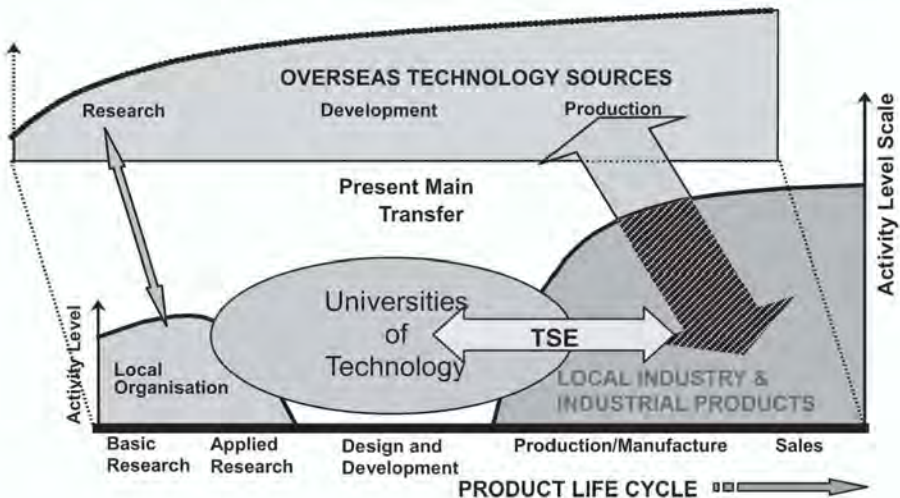 OVERSEAS TECHNOLOGY SOURCES
Research
Development
Production
Activity Level Scale
Present Main
Transfer
Activity Level
Universities
of
Technology
TSE
Local
Organisation
LOCAL INDUSTRY &
INDUSTRIAL PRODUCTS
Basic
Research
Applied
Research
Design and
Development
Production/Manufacture
Sales
PRODUCT LIFE CYCLE